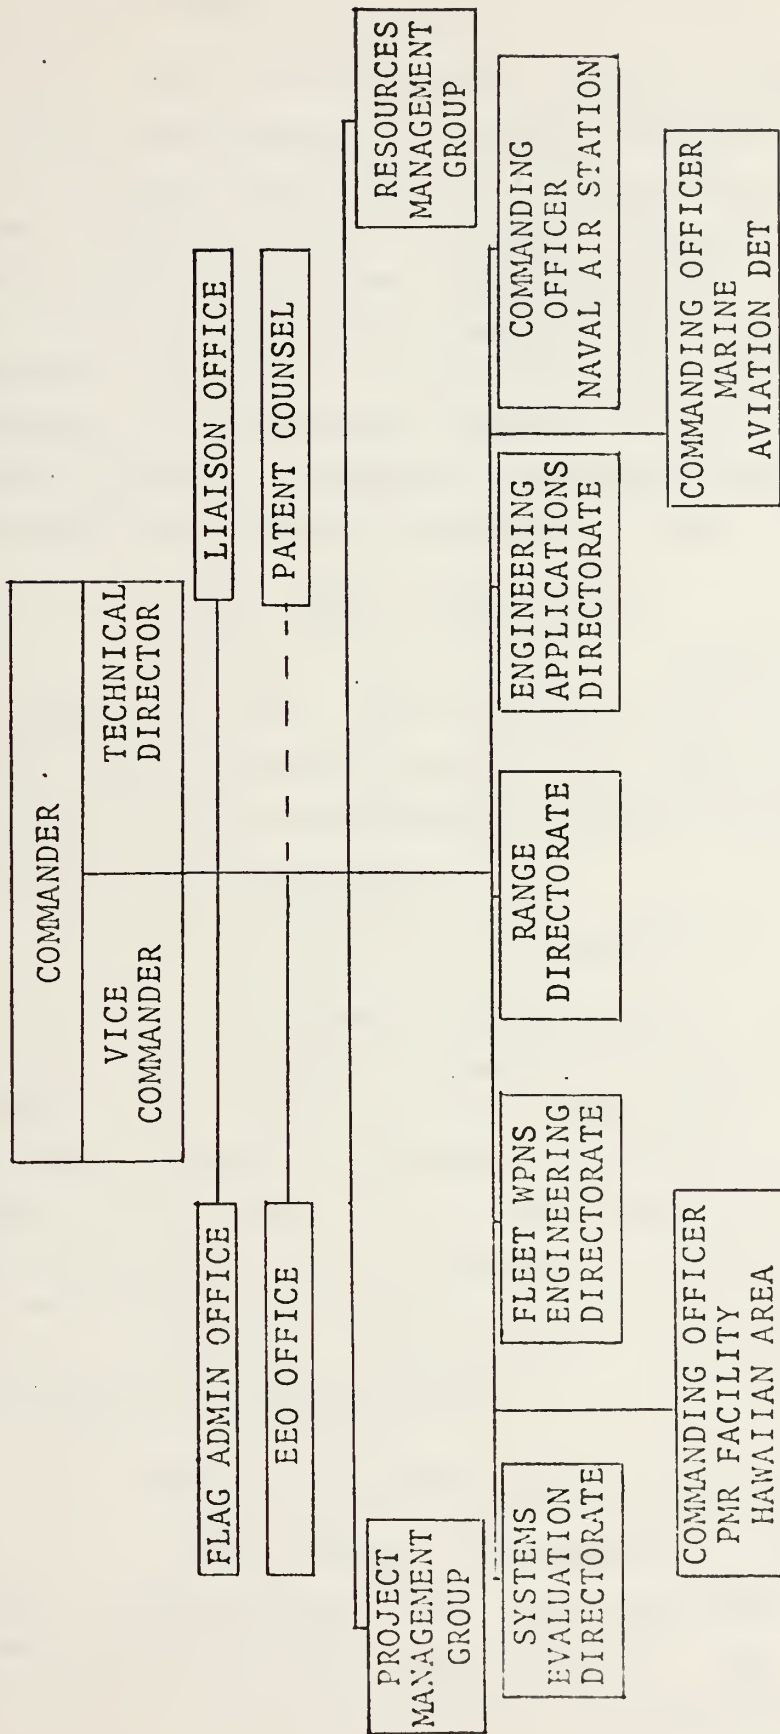 COMMANDER
VICE
COMMANDER
TECHNICAL
DIRECTOR
FLAG ADMIN OFFICE
LIAISON OFFICE
EEO OFFICE
PATENT COUNSEL
PROJECT
MANAGEMENT
GROUP
RESOURCES
MANAGEMENT
GROUP
SYSTEMS
EVALUATION
DIRECTORATE
FLEET WPNS
ENGINEERING
DIRECTORATE
RANGE
DIRECTORATE
ENGINEERING
APPLICATIONS
DIRECTORATE
COMMANDING
OFFICER
NAVAL AIR STATION
COMMANDING OFFICER
PMR FACILITY
HAWAIIAN AREA
COMMANDING OFFICER
MARINE
AVIATION DET